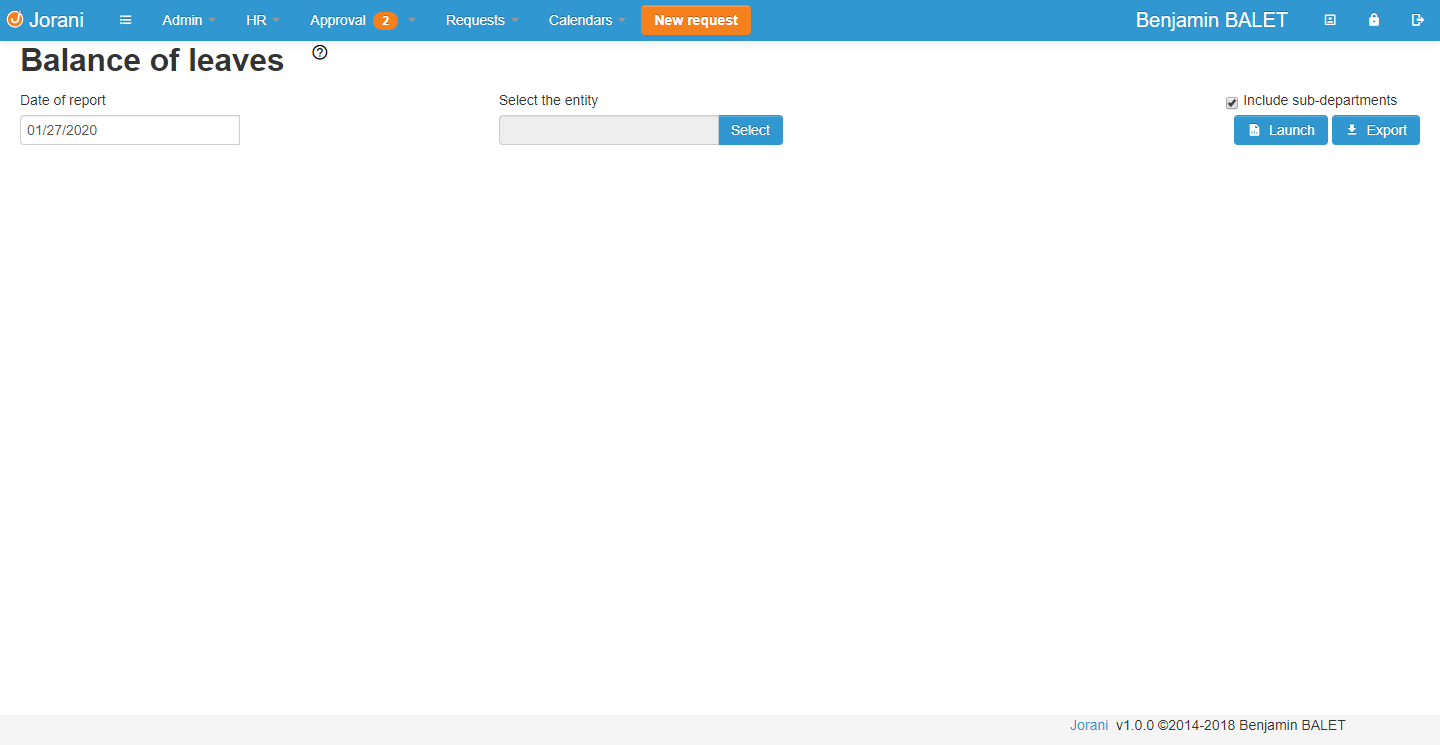 Jorani Admin HR Approval 2 Requests Calendars New request Benjamin BALET
Balance of leaves
Date of report Select the entity Include sub-departments
01/27/2020 Select Launch Export
Jorani v1.0.0 ©2014-2018 Benjamin BALET